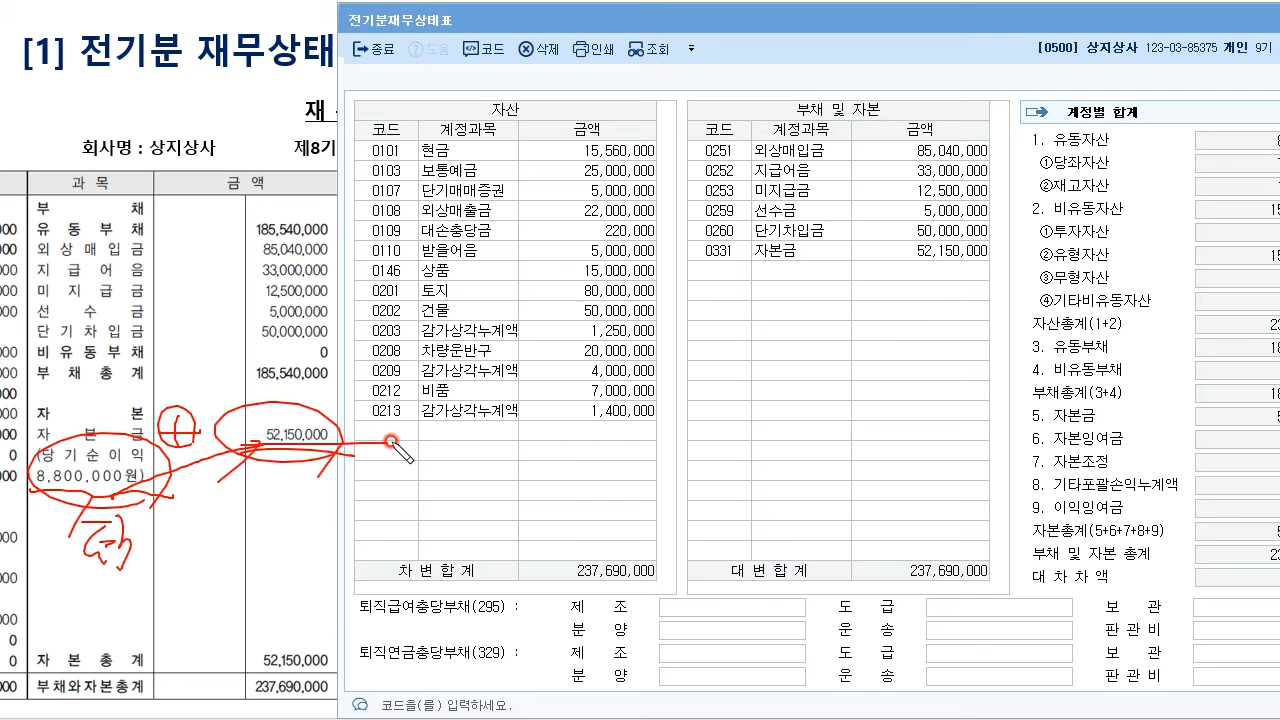 [1] 전기분 재무상태
재
회사명 : 상지상사 제8기
과 목 금 액
부 채
000 유 동 부 채 185,540,000
000 외 상 매 입 금 85,040,000
000 지 급 어 음 33,000,000
000 미 지 급 금 12,500,000
000 선 수 금 5,000,000
단 기 차 입 금 50,000,000
000 비 유 동 부 채 0
000 부 채 총 계 185,540,000
000
000 자 본
000 자 본 금 52,150,000
0 (당 기 순 이 익
000 8,800,000원)
000
000
000
0
0 자 본 총 계 52,150,000
000 부채와자본총계 237,690,000
전기분재무상태표
종료 도움 코드 삭제 인쇄 조회
[0500] 상지상사 123-03-85375 개인 9기
자산
코드 계정과목 금액
0101 현금 15,560,000
0103 보통예금 25,000,000
0107 단기매매증권 5,000,000
0108 외상매출금 22,000,000
0109 대손충당금 220,000
0110 받을어음 5,000,000
0146 상품 15,000,000
0201 토지 80,000,000
0202 건물 50,000,000
0203 감가상각누계액 1,250,000
0208 차량운반구 20,000,000
0209 감가상각누계액 4,000,000
0212 비품 7,000,000
0213 감가상각누계액 1,400,000
차 변 합 계 237,690,000
부채 및 자본
코드 계정과목 금액
0251 외상매입금 85,040,000
0252 지급어음 33,000,000
0253 미지급금 12,500,000
0259 선수금 5,000,000
0260 단기차입금 50,000,000
0331 자본금 52,150,000
대 변 합 계 237,690,000
계정별 합계
1. 유동자산
①당좌자산
②재고자산
2. 비유동자산 15
①투자자산
②유형자산 15
③무형자산
④기타비유동자산
자산총계(1+2)
3. 유동부채
4. 비유동부채
부채총계(3+4)
5. 자본금
6. 자본잉여금
7. 자본조정
8. 기타포괄손익누계액
9. 이익잉여금
자본총계(5+6+7+8+9)
부채 및 자본 총계
대 차 차 액
퇴직급여충당부채(295) : 제 조 도 급 보 관
분 양 운 송 판 관 비
퇴직연금충당부채(329) : 제 조 도 급 보 관
분 양 운 송 판 관 비
코드을(를) 입력하세요.